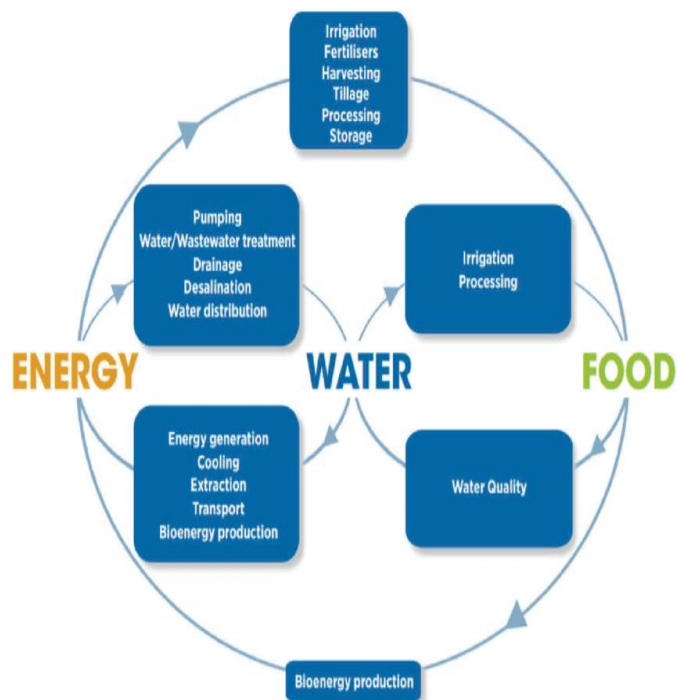 Irrigation
Fertilisers
Harvesting
Tillage
Processing
Storage
Pumping
Water/Wastewater treatment
Drainage
Desalination
Water distribution
Irrigation
Processing
ENERGY
WATER
FOOD
Energy generation
Cooling
Extraction
Transport
Bioenergy production
Water Quality
Bioenergy production